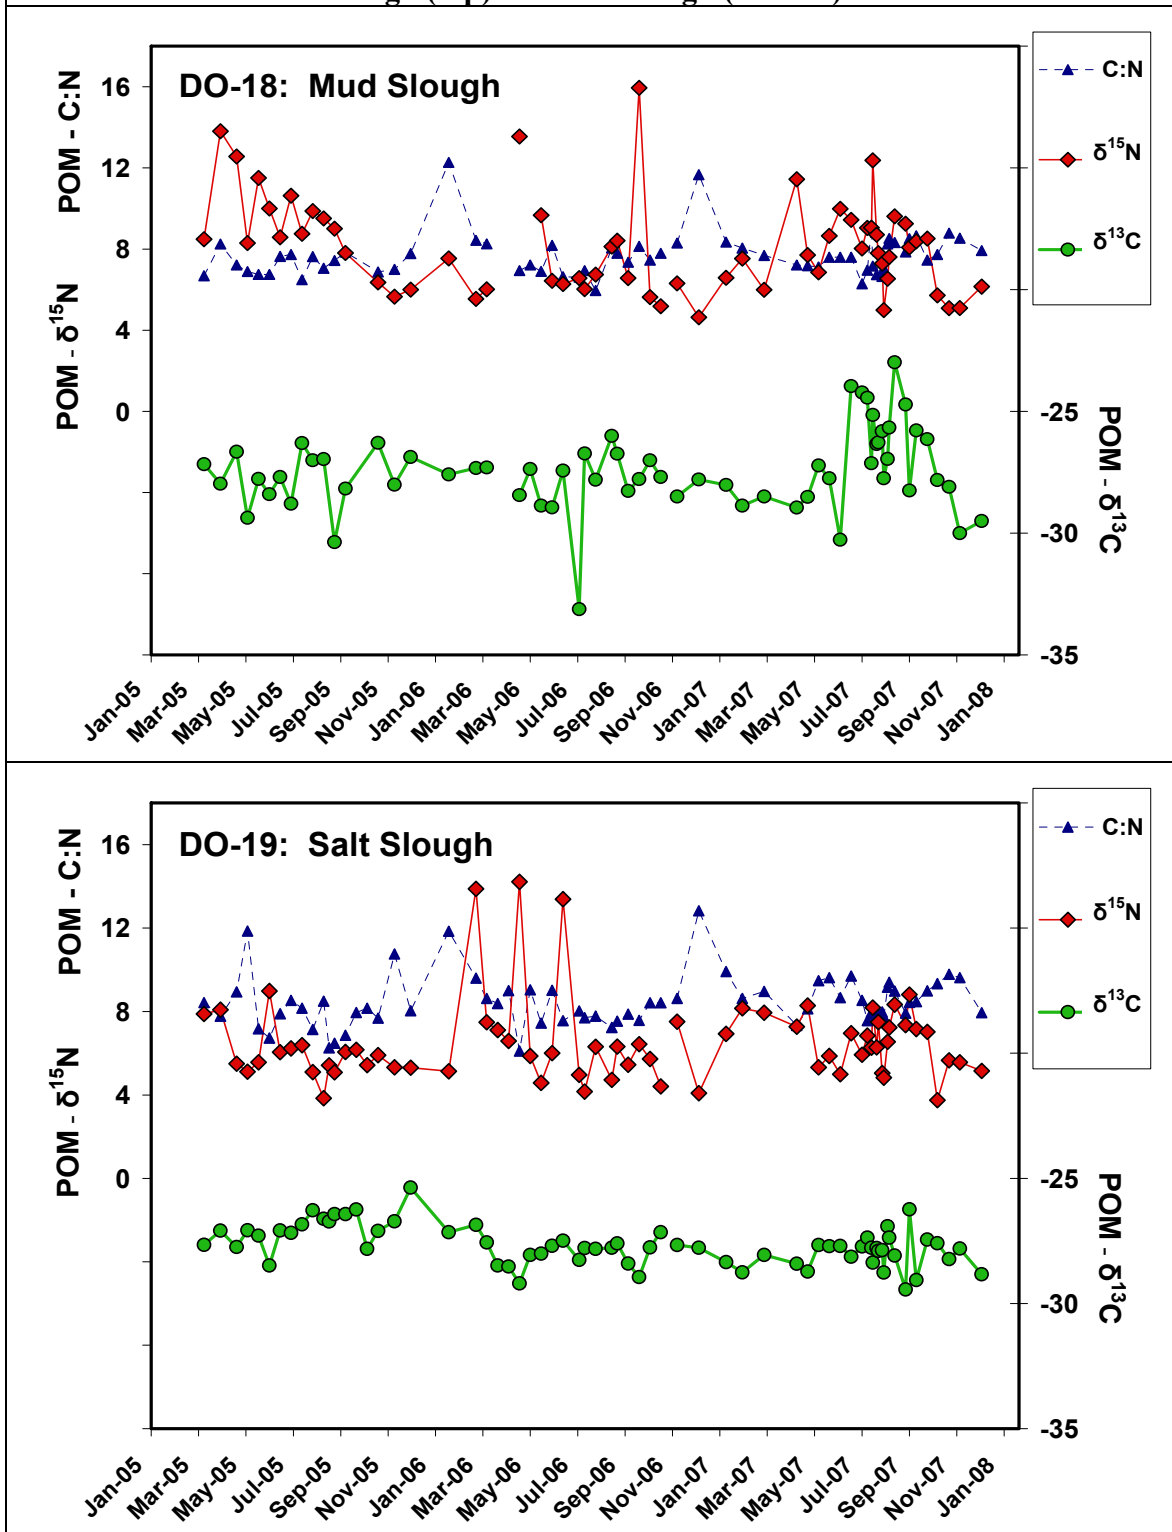 DO-18: Mud Slough
POM - C:N
POM - δ15N
16
12
8
4
0
-25
-30
-35
POM - δ13C
C:N
δ15N
δ13C
Jan-05
Mar-05
May-05
Jul-05
Sep-05
Nov-05
Jan-06
Mar-06
May-06
Jul-06
Sep-06
Nov-06
Jan-07
Mar-07
May-07
Jul-07
Sep-07
Nov-07
Jan-08
DO-19: Salt Slough
POM - C:N
POM - δ15N
16
12
8
4
0
-25
-30
-35
POM - δ13C
C:N
δ15N
δ13C
Jan-05
Mar-05
May-05
Jul-05
Sep-05
Nov-05
Jan-06
Mar-06
May-06
Jul-06
Sep-06
Nov-06
Jan-07
Mar-07
May-07
Jul-07
Sep-07
Nov-07
Jan-08